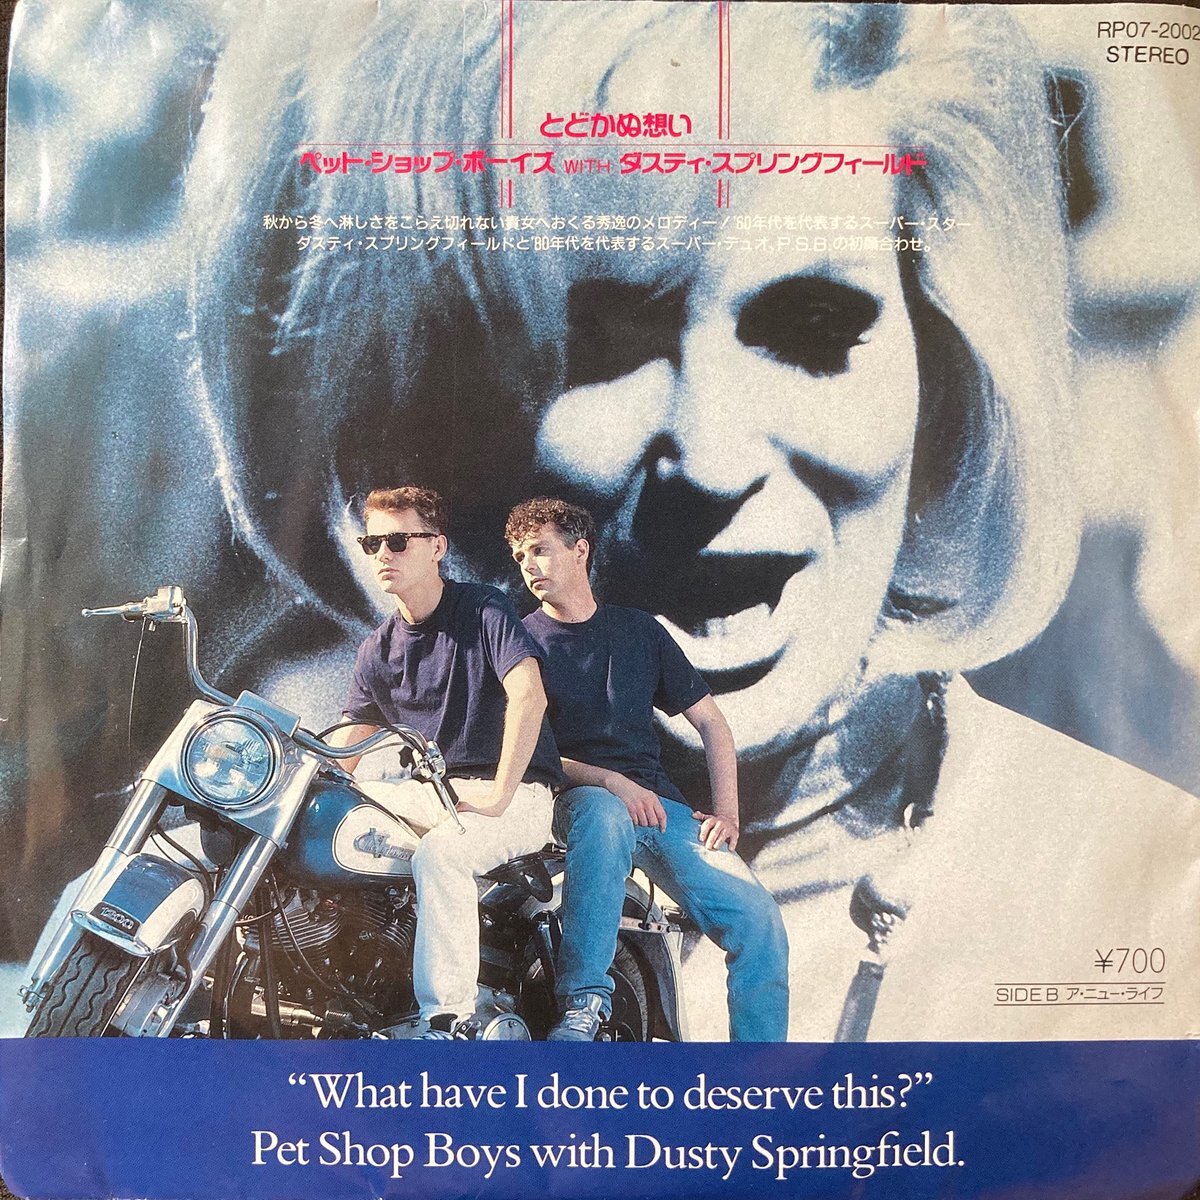 RP07-2002
STEREO
とどかぬ想い
ペット・ショップ・ボーイズ WITH ダスティ・スプリングフィールド
秋から冬へ淋しさをこらえ切れない貴女へおくる秀逸のメロディー！'60年代を代表するスーパー・スター
ダスティ・スプリングフィールドと'80年代を代表するスーパー・デュオ、P.S.B.の初顔合わせ。
¥700
SIDE B ア・ニュー・ライフ
“What have I done to deserve this?”
Pet Shop Boys with Dusty Springfield.